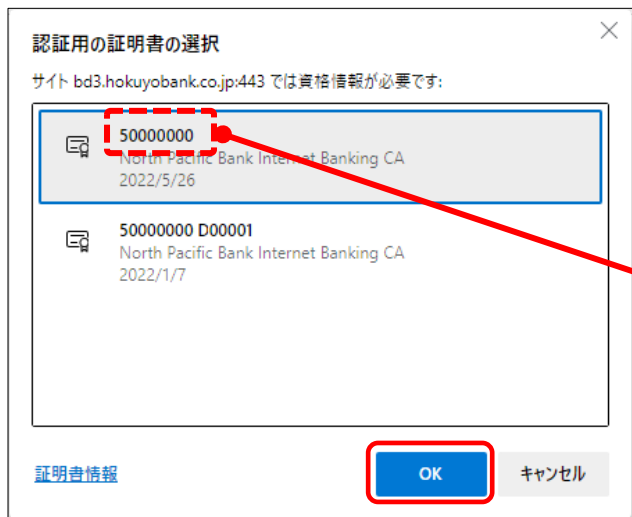 認証用の証明書の選択
サイト bd3.hokuyobank.co.jp:443 では資格情報が必要です:
50000000
North Pacific Bank Internet Banking CA
2022/5/26
50000000 D00001
North Pacific Bank Internet Banking CA
2022/1/7
証明書情報
OK
キャンセル